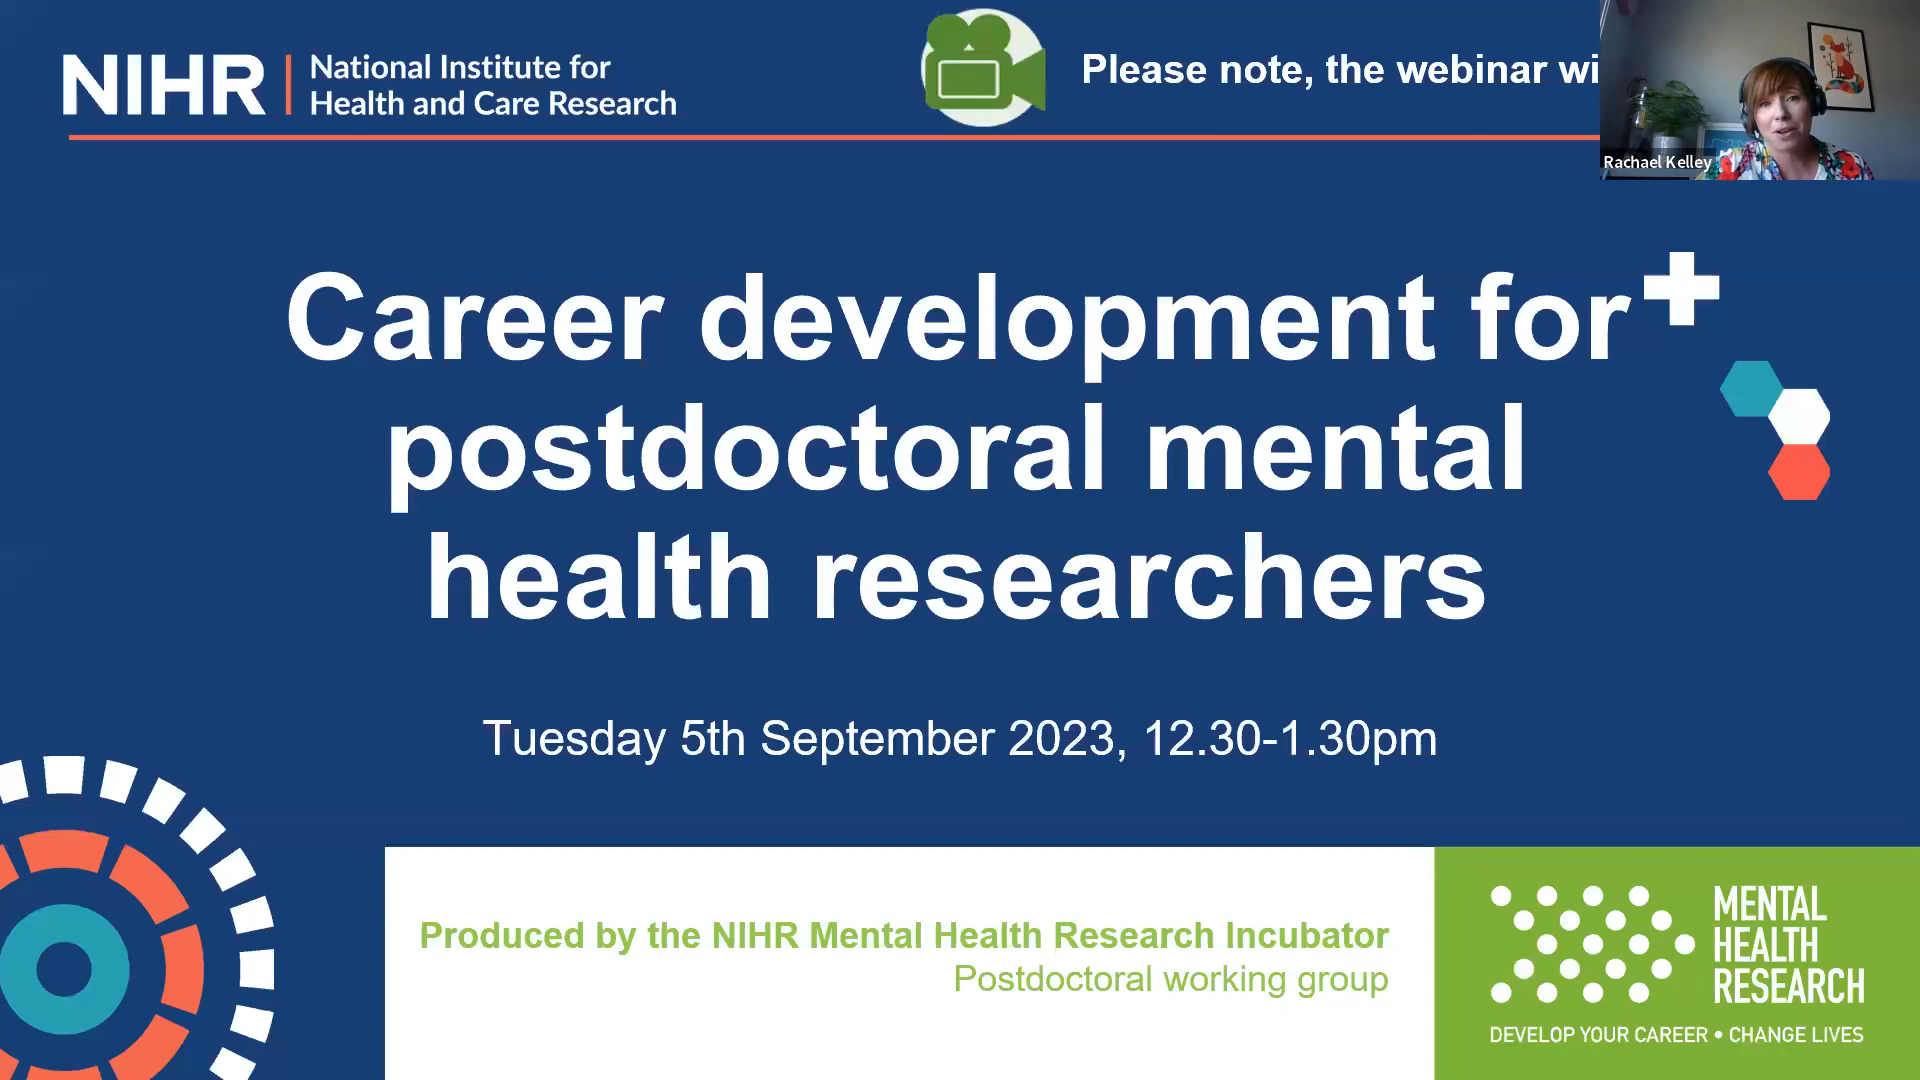 NIHR | National Institute for
Health and Care Research
Please note, the webinar wi
Rachael Kelley
Career development for
postdoctoral mental
health researchers
Tuesday 5th September 2023, 12.30-1.30pm
Produced by the NIHR Mental Health Research Incubator
Postdoctoral working group
MENTAL
HEALTH
RESEARCH
DEVELOP YOUR CAREER • CHANGE LIVES